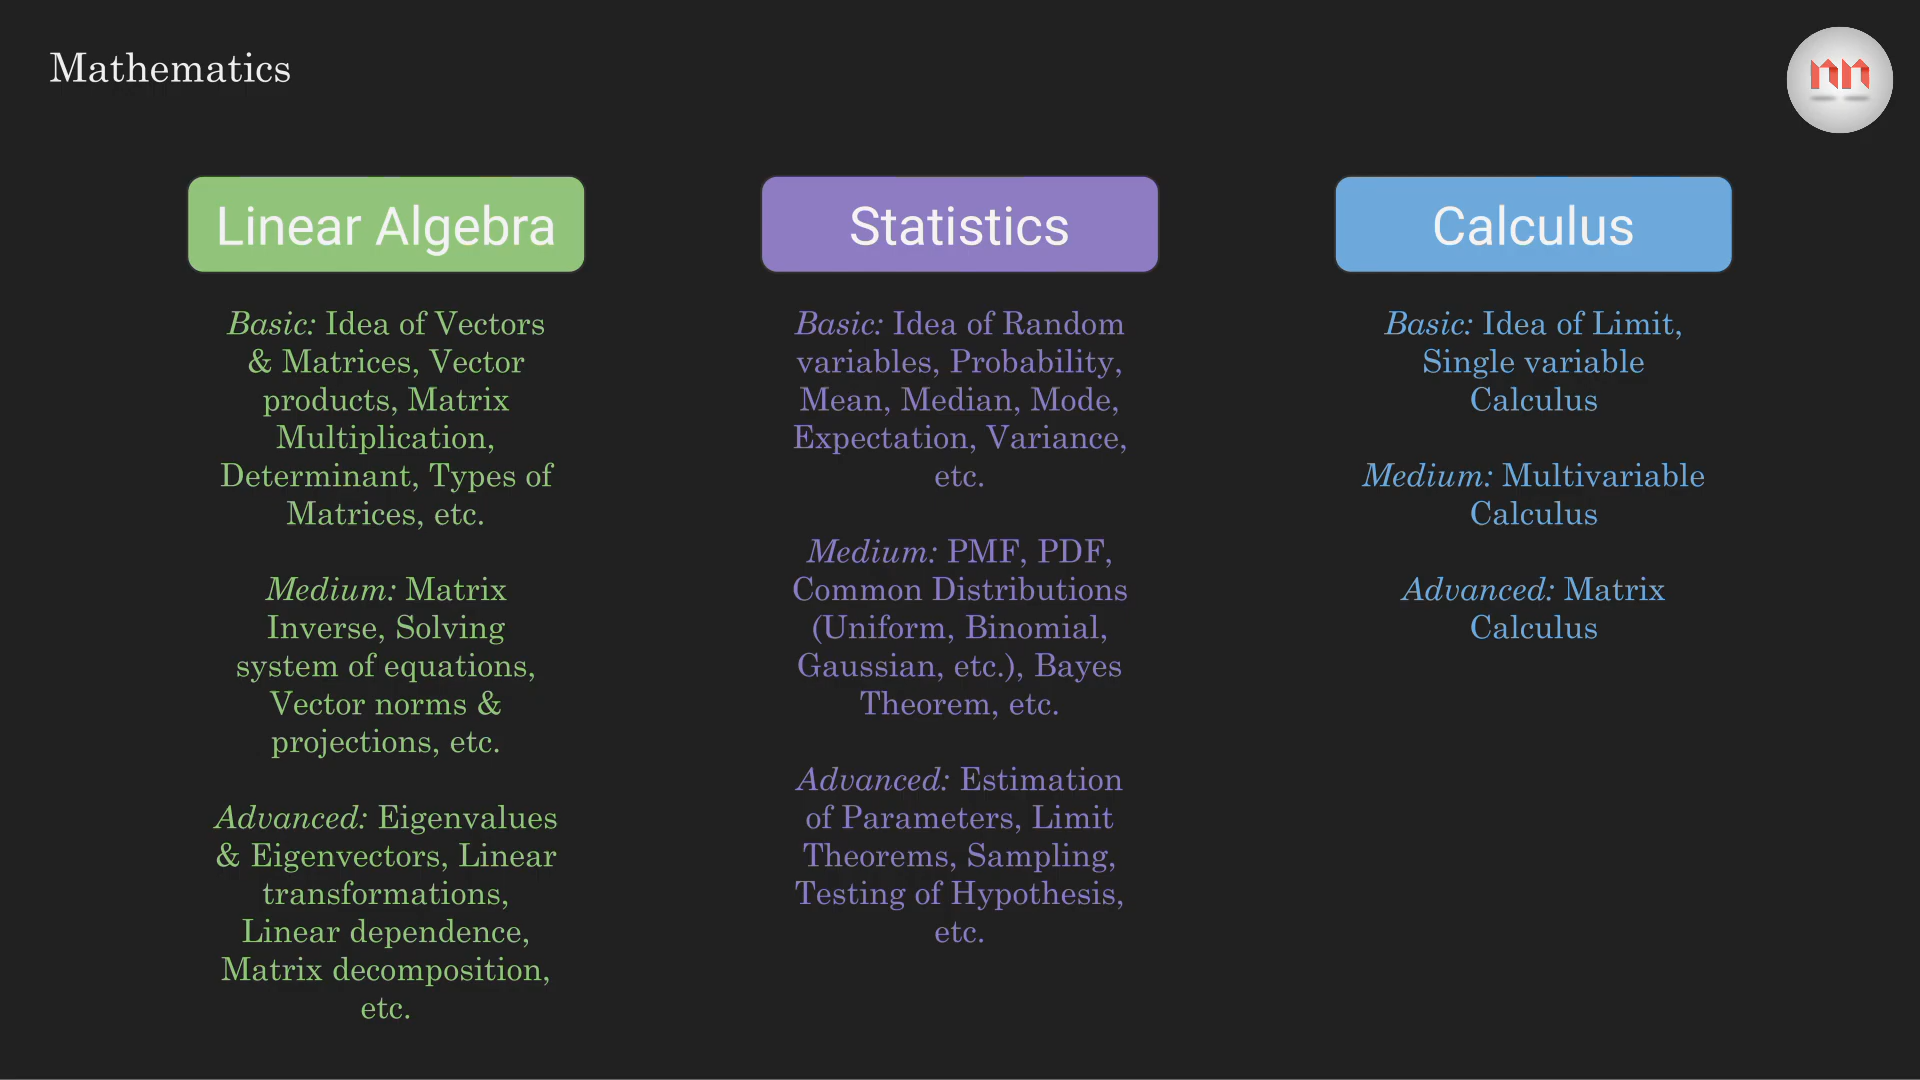 Mathematics
Linear Algebra
Basic: Idea of Vectors
& Matrices, Vector
products, Matrix
Multiplication,
Determinant, Types of
Matrices, etc.
Medium: Matrix
Inverse, Solving
system of equations,
Vector norms &
projections, etc.
Advanced: Eigenvalues
& Eigenvectors, Linear
transformations,
Linear dependence,
Matrix decomposition,
etc.
Statistics
Basic: Idea of Random
variables, Probability,
Mean, Median, Mode,
Expectation, Variance,
etc.
Medium: PMF, PDF,
Common Distributions
(Uniform, Binomial,
Gaussian, etc.), Bayes
Theorem, etc.
Advanced: Estimation
of Parameters, Limit
Theorems, Sampling,
Testing of Hypothesis,
etc.
Calculus
Basic: Idea of Limit,
Single variable
Calculus
Medium: Multivariable
Calculus
Advanced: Matrix
Calculus